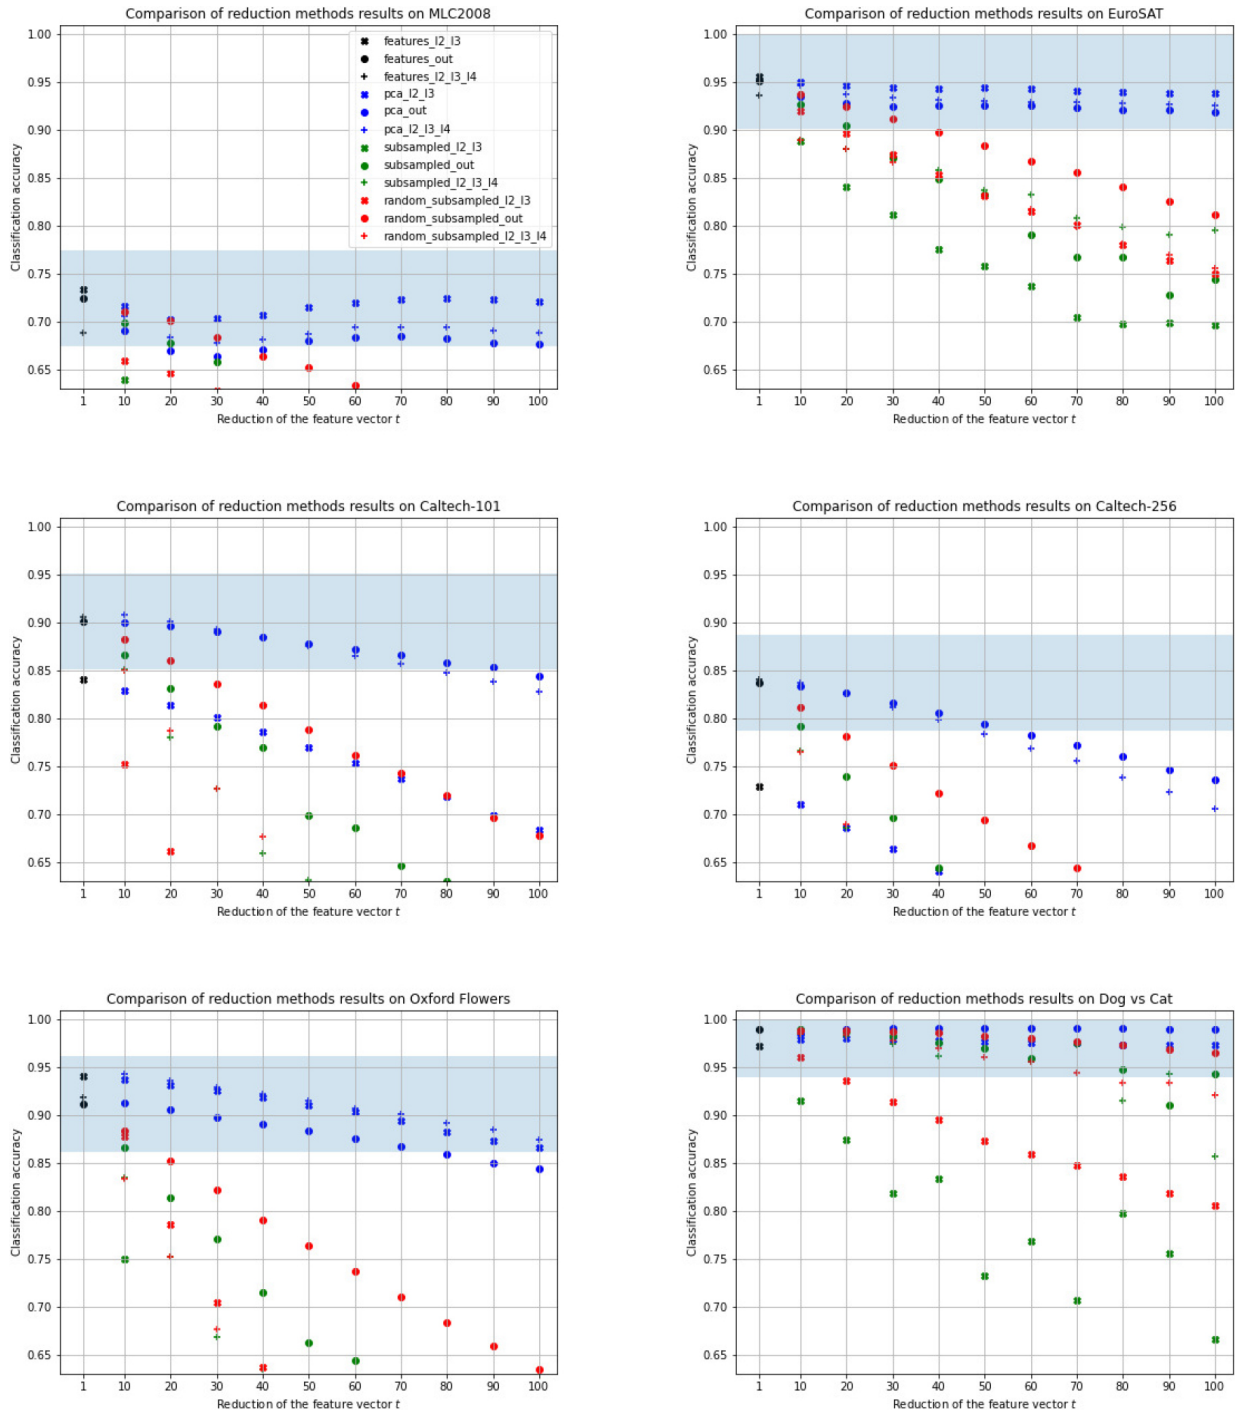 Comparison of reduction methods results on MLC2008
Classification accuracy
1.00
0.95
0.90
0.85
0.80
0.75
0.70
0.65
features_l2_l3
features_out
features_l2_l3_l4
pca_l2_l3
pca_out
pca_l2_l3_l4
subsampled_l2_l3
subsampled_out
subsampled_l2_l3_l4
random_subsampled_l2_l3
random_subsampled_out
random_subsampled_l2_l3_l4
1 10 20 30 40 50 60 70 80 90 100
Reduction of the feature vector t
Comparison of reduction methods results on EuroSAT
Classification accuracy
1.00
0.95
0.90
0.85
0.80
0.75
0.70
0.65
1 10 20 30 40 50 60 70 80 90 100
Reduction of the feature vector t
Comparison of reduction methods results on Caltech-101
Classification accuracy
1.00
0.95
0.90
0.85
0.80
0.75
0.70
0.65
1 10 20 30 40 50 60 70 80 90 100
Reduction of the feature vector t
Comparison of reduction methods results on Caltech-256
Classification accuracy
1.00
0.95
0.90
0.85
0.80
0.75
0.70
0.65
1 10 20 30 40 50 60 70 80 90 100
Reduction of the feature vector t
Comparison of reduction methods results on Oxford Flowers
Classification accuracy
1.00
0.95
0.90
0.85
0.80
0.75
0.70
0.65
1 10 20 30 40 50 60 70 80 90 100
Reduction of the feature vector t
Comparison of reduction methods results on Dog vs Cat
Classification accuracy
1.00
0.95
0.90
0.85
0.80
0.75
0.70
0.65
1 10 20 30 40 50 60 70 80 90 100
Reduction of the feature vector t